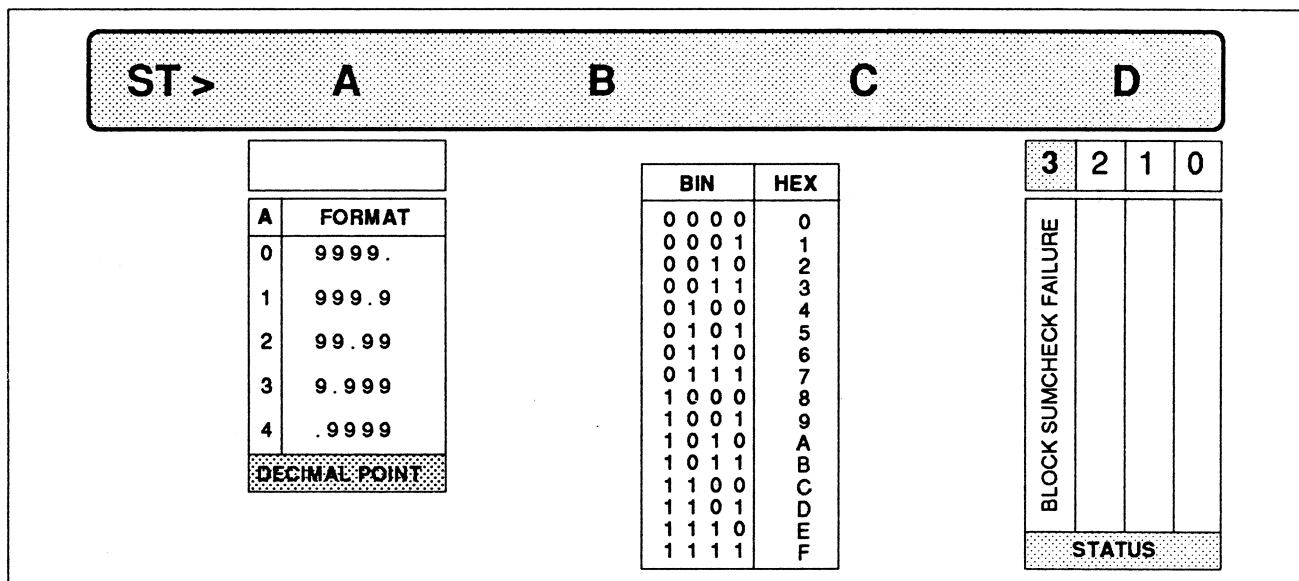 ST > A B C D
3 2 1 0
A FORMAT
0 9999.
1 999.9
2 99.99
3 9.999
4 .9999
DECIMAL POINT
BIN HEX
0 0 0 0 0
0 0 0 1 1
0 0 1 0 2
0 0 1 1 3
0 1 0 0 4
0 1 0 1 5
0 1 1 0 6
0 1 1 1 7
1 0 0 0 8
1 0 0 1 9
1 0 1 0 A
1 0 1 1 B
1 1 0 0 C
1 1 0 1 D
1 1 1 0 E
1 1 1 1 F
BLOCK SUMCHECK FAILURE
STATUS